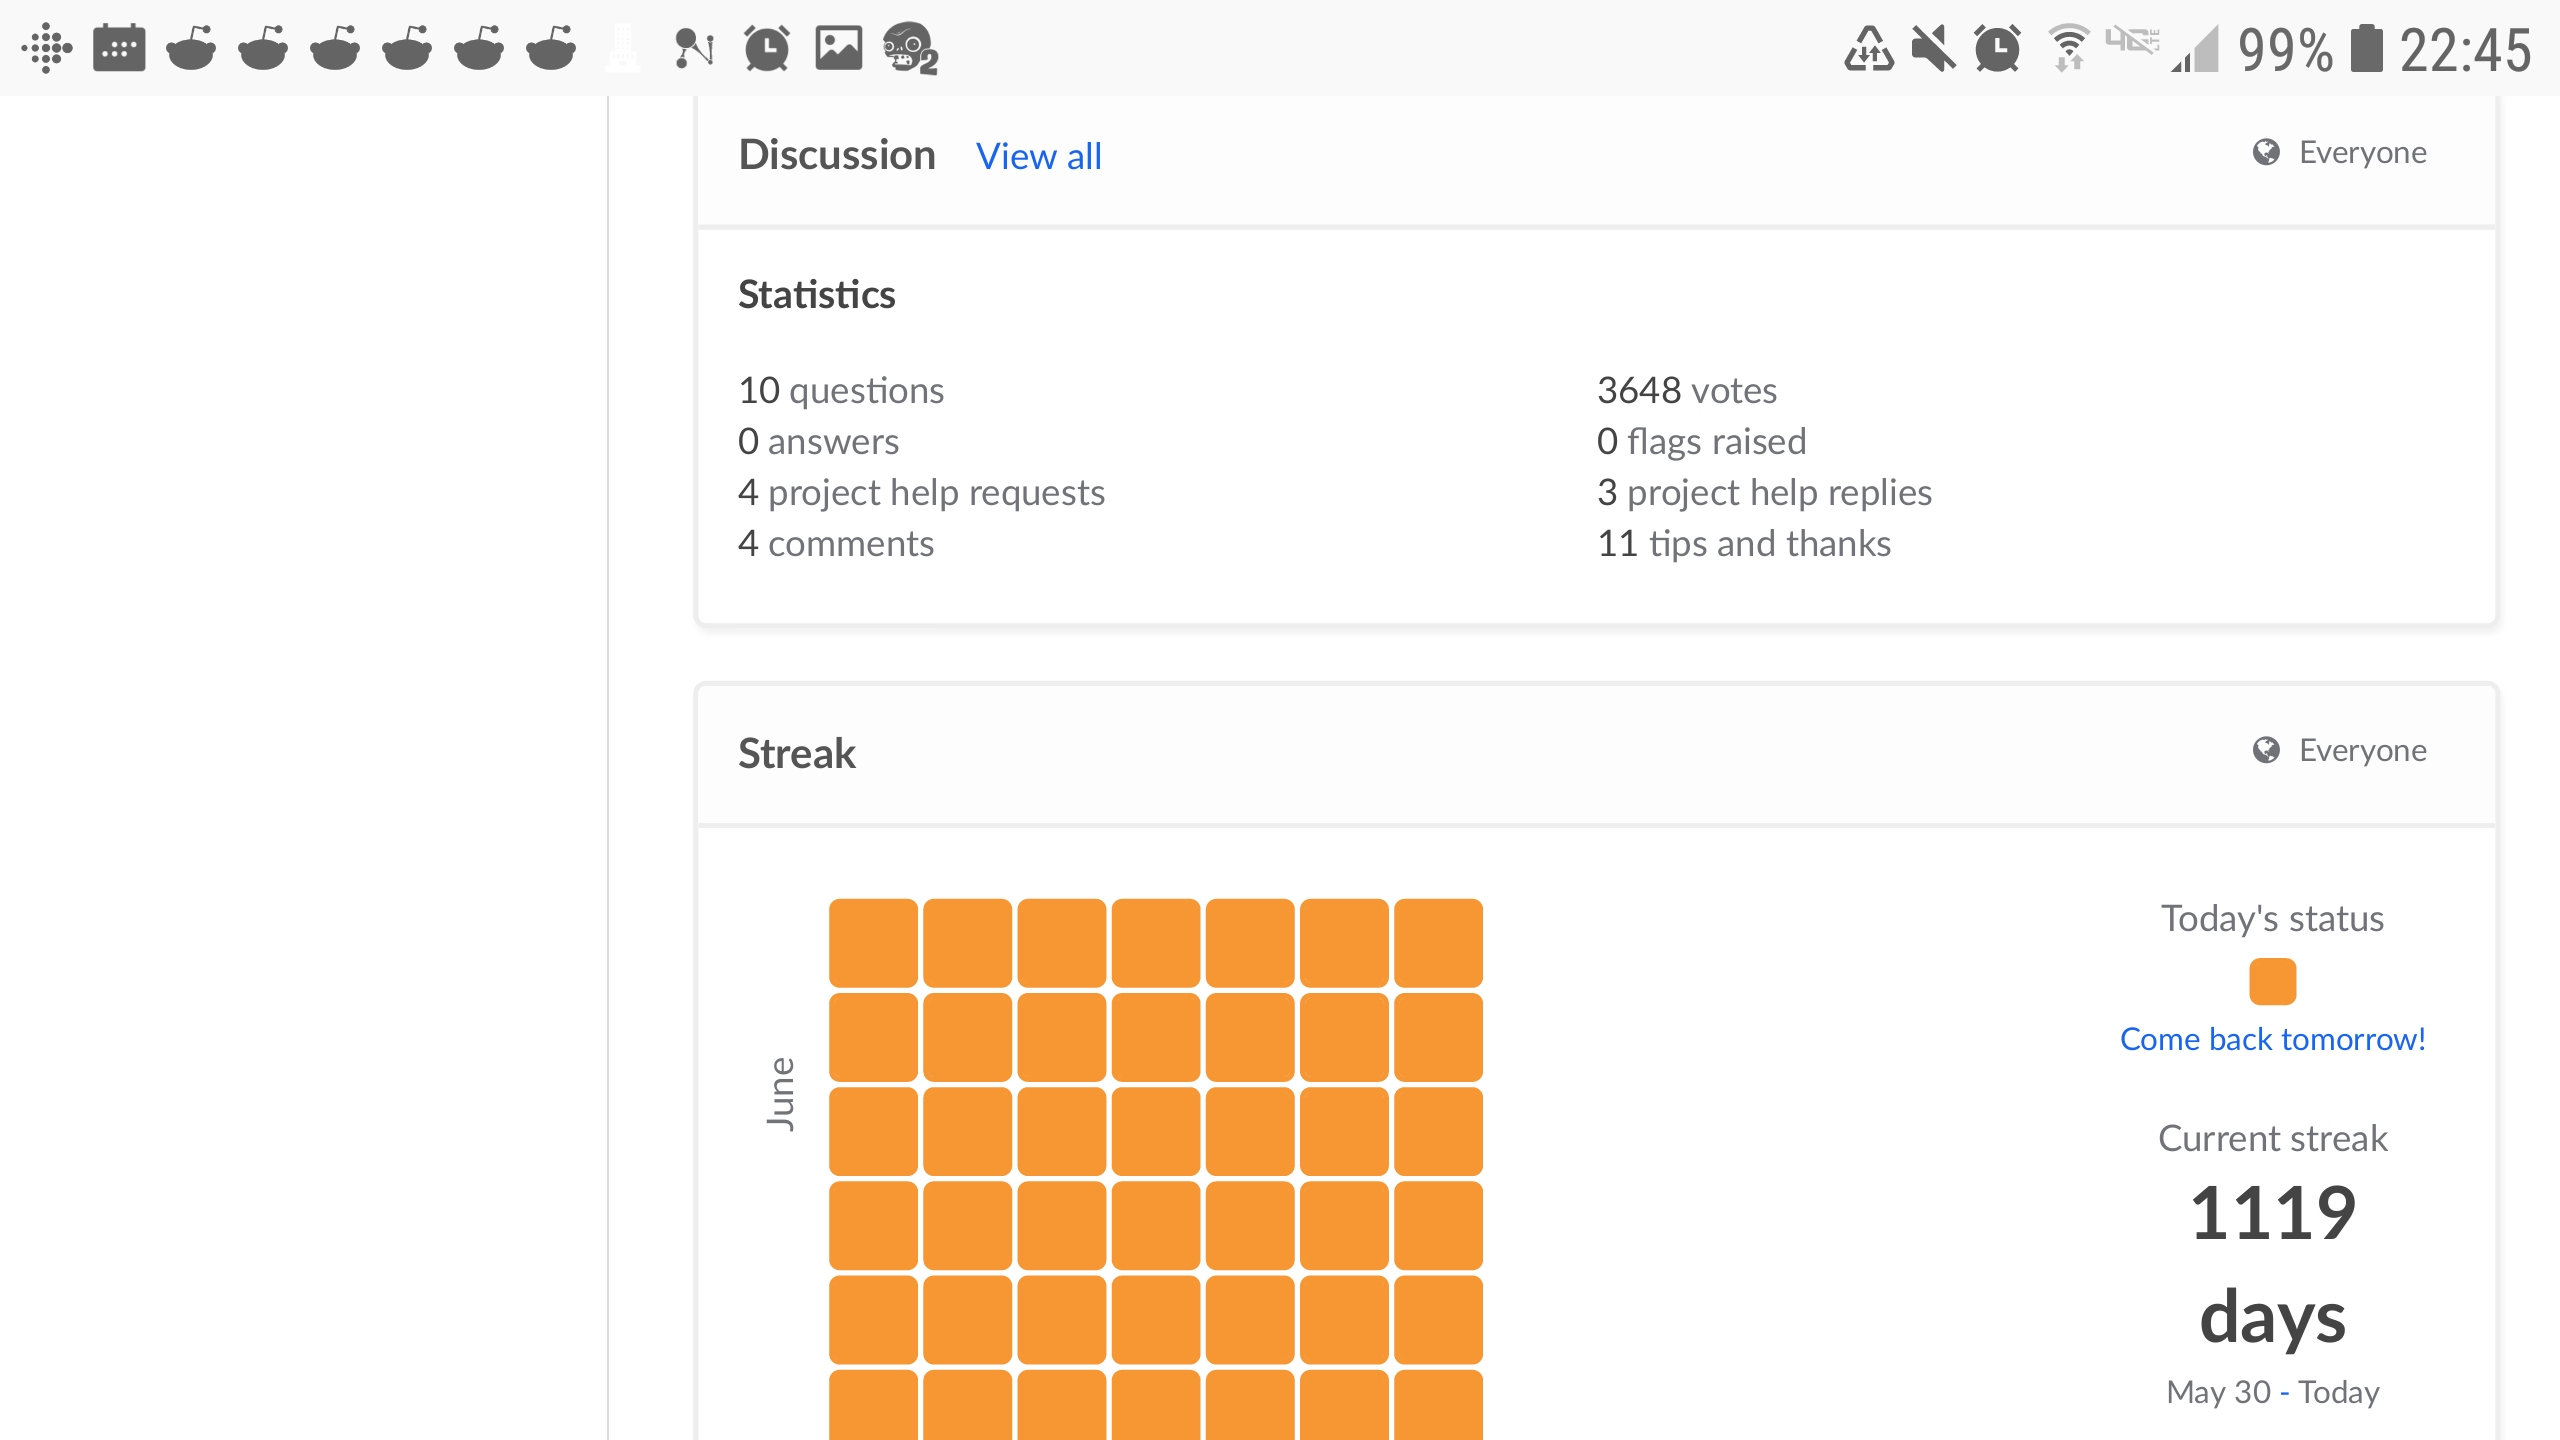 99% 22:45
Discussion View all Everyone
Statistics
10 questions
0 answers
4 project help requests
4 comments
3648 votes
0 flags raised
3 project help replies
11 tips and thanks
Streak Everyone
June
Today's status
Come back tomorrow!
Current streak
1119
days
May 30 - Today